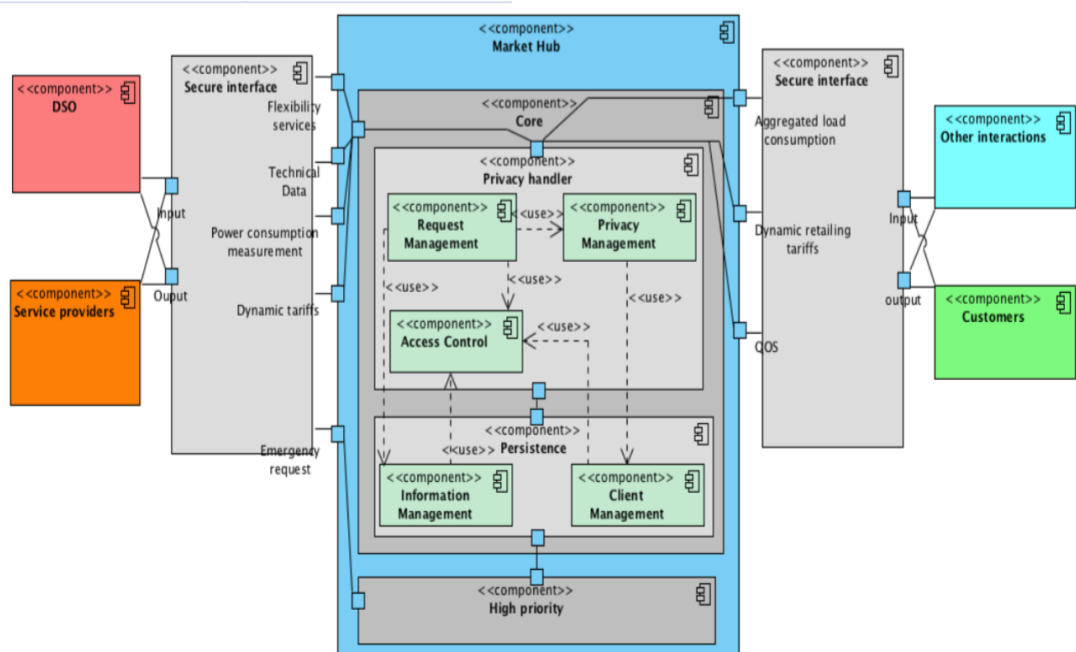 <<component>>
Market Hub
<<component>>
Secure interface
<<component>>
DSO
<<component>>
Service providers
Input
Ouput
Flexibility
services
Technical
Data
Power consumption
measurement
Dynamic tariffs
Emergency
request
<<component>>
Core
<<component>>
Privacy handler
<<component>>
Request
Management
<<use>>
<<component>>
Privacy
Management
<<use>>
<<use>>
<<use>>
<<component>>
Access Control
<<use>>
<<component>>
Persistence
<<use>>
<<component>>
Information
Management
<<component>>
Client
Management
<<component>>
High priority
<<component>>
Secure interface
Aggregated load
consumption
Dynamic retailing
tariffs
QOS
Input
output
<<component>>
Other interactions
<<component>>
Customers